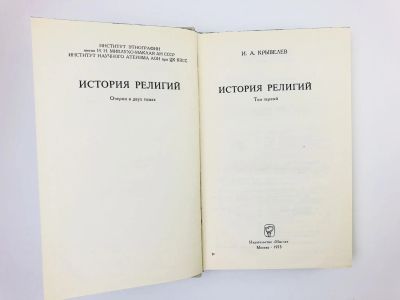 ИНСТИТУТ ЭТНОГРАФИИ
имени Н. Н. МИКЛУХО-МАКЛАЯ АН СССР
ИНСТИТУТ НАУЧНОГО АТЕИЗМА АОН при ЦК КПСС
ИСТОРИЯ РЕЛИГИЙ
Очерки в двух томах
И. А. КРЫВЕЛЕВ
ИСТОРИЯ РЕЛИГИЙ
Том первый
Издательство «Мысль»
Москва · 1975